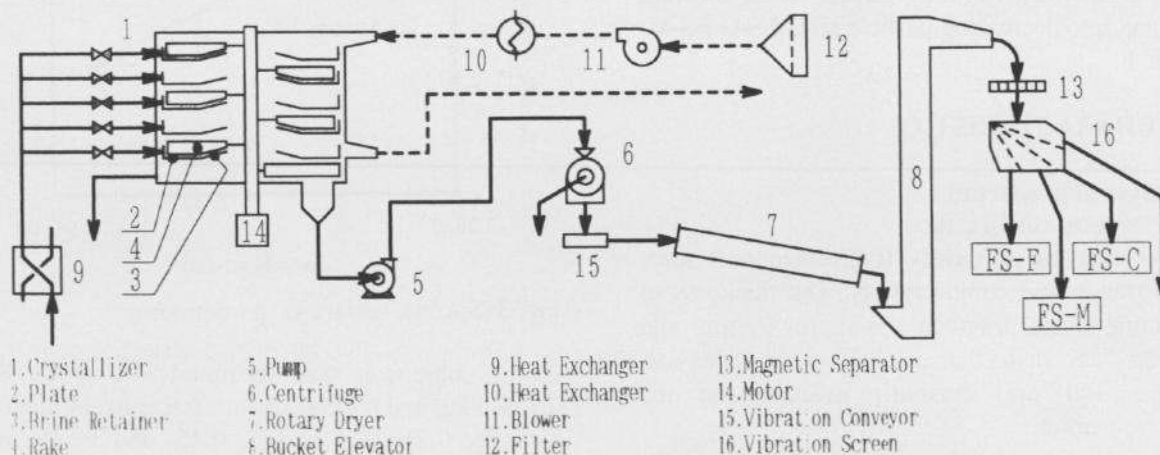 1
10
11
12
13
16
6
8
2
4
3
14
9
5
15
7
FS-F
FS-C
FS-M
1.Crystallizer 5.Pump 9.Heat Exchanger 13.Magnetic Separator
2.Plate 6.Centrifuge 10.Heat Exchanger 14.Motor
3.Brine Retainer 7.Rotary Dryer 11.Blower 15.Vibration Conveyor
4.Rake 8.Bucket Elevator 12.Filter 16.Vibration Screen